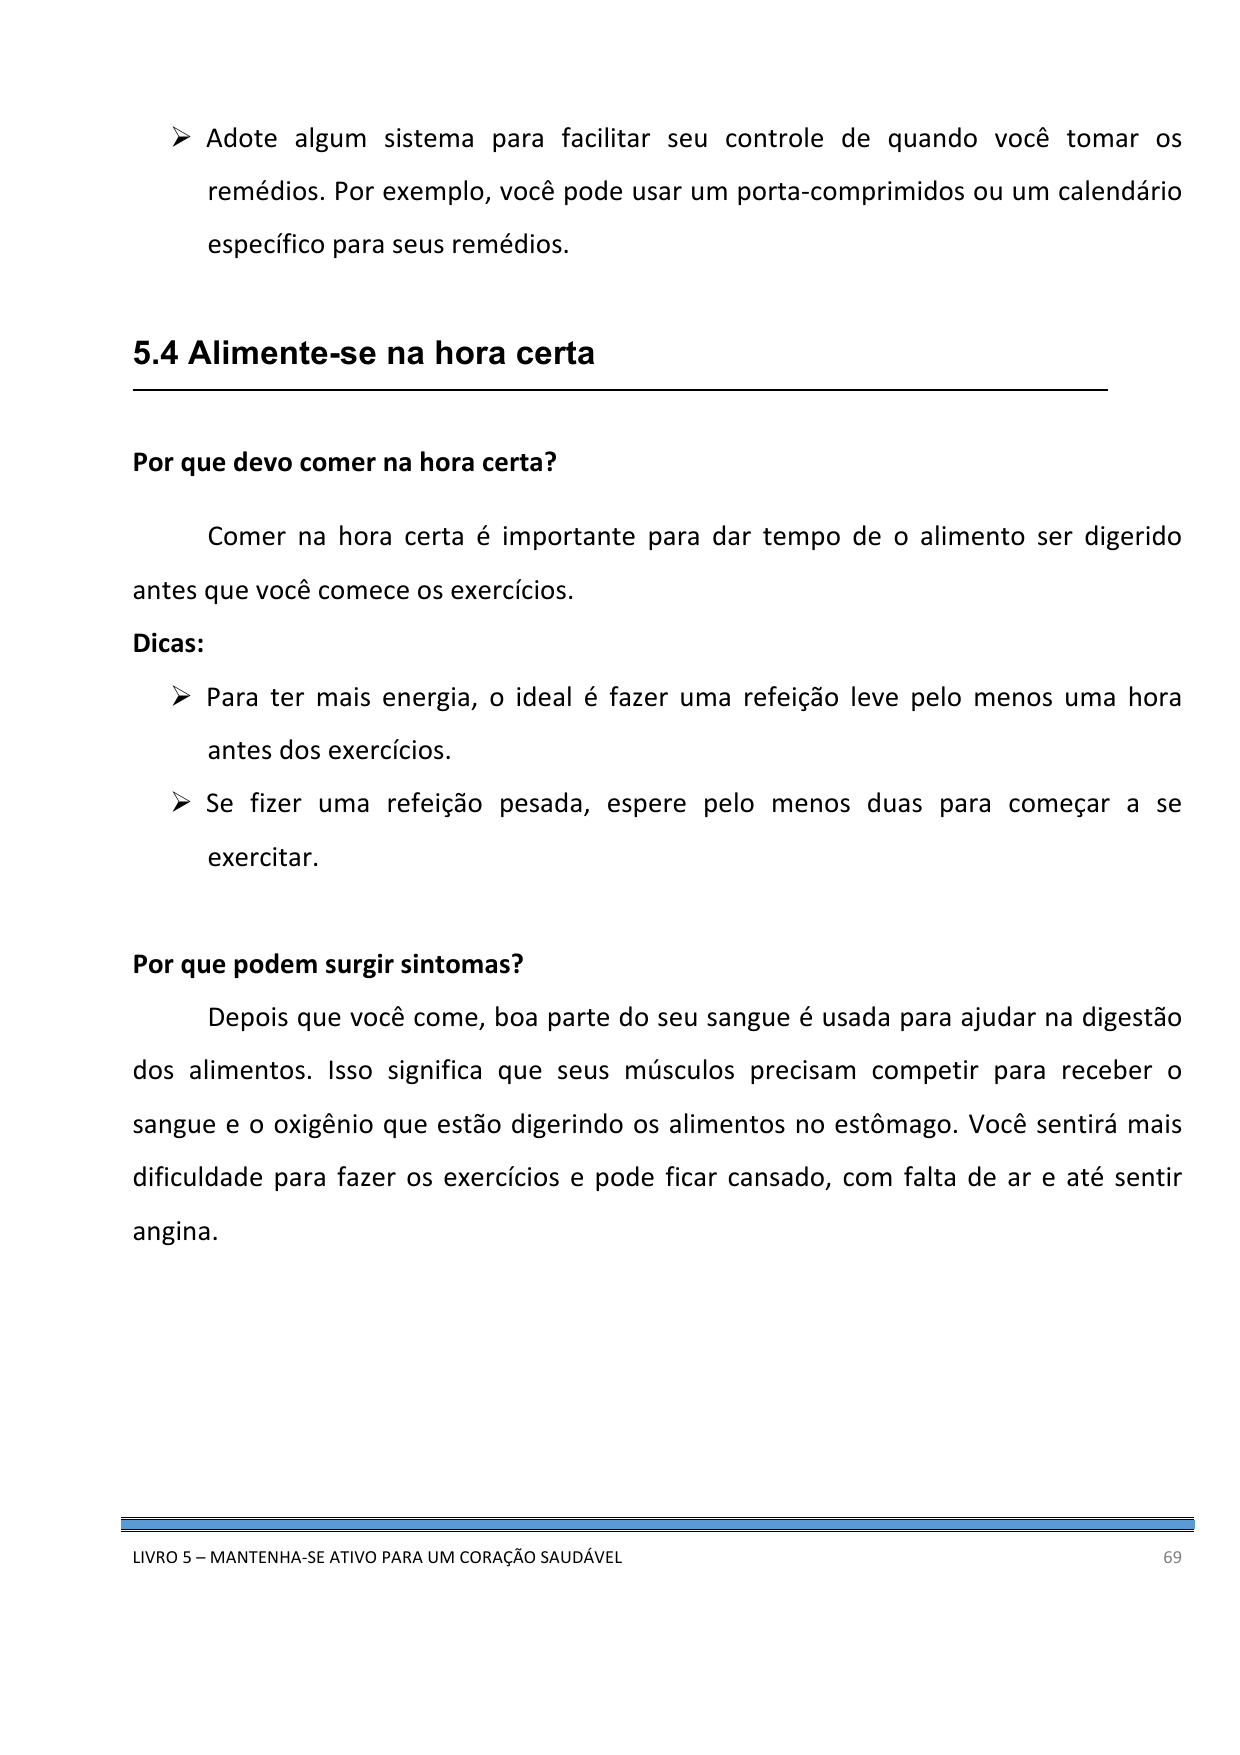 ➢ Adote algum sistema para facilitar seu controle de quando você tomar os
remédios. Por exemplo, você pode usar um porta-comprimidos ou um calendário
específico para seus remédios.
5.4 Alimente-se na hora certa
Por que devo comer na hora certa?
Comer na hora certa é importante para dar tempo de o alimento ser digerido
antes que você comece os exercícios.
Dicas:
➢ Para ter mais energia, o ideal é fazer uma refeição leve pelo menos uma hora
antes dos exercícios.
➢ Se fizer uma refeição pesada, espere pelo menos duas para começar a se
exercitar.
Por que podem surgir sintomas?
Depois que você come, boa parte do seu sangue é usada para ajudar na digestão
dos alimentos. Isso significa que seus músculos precisam competir para receber o
sangue e o oxigênio que estão digerindo os alimentos no estômago. Você sentirá mais
dificuldade para fazer os exercícios e pode ficar cansado, com falta de ar e até sentir
angina.
LIVRO 5 – MANTENHA-SE ATIVO PARA UM CORAÇÃO SAUDÁVEL 69